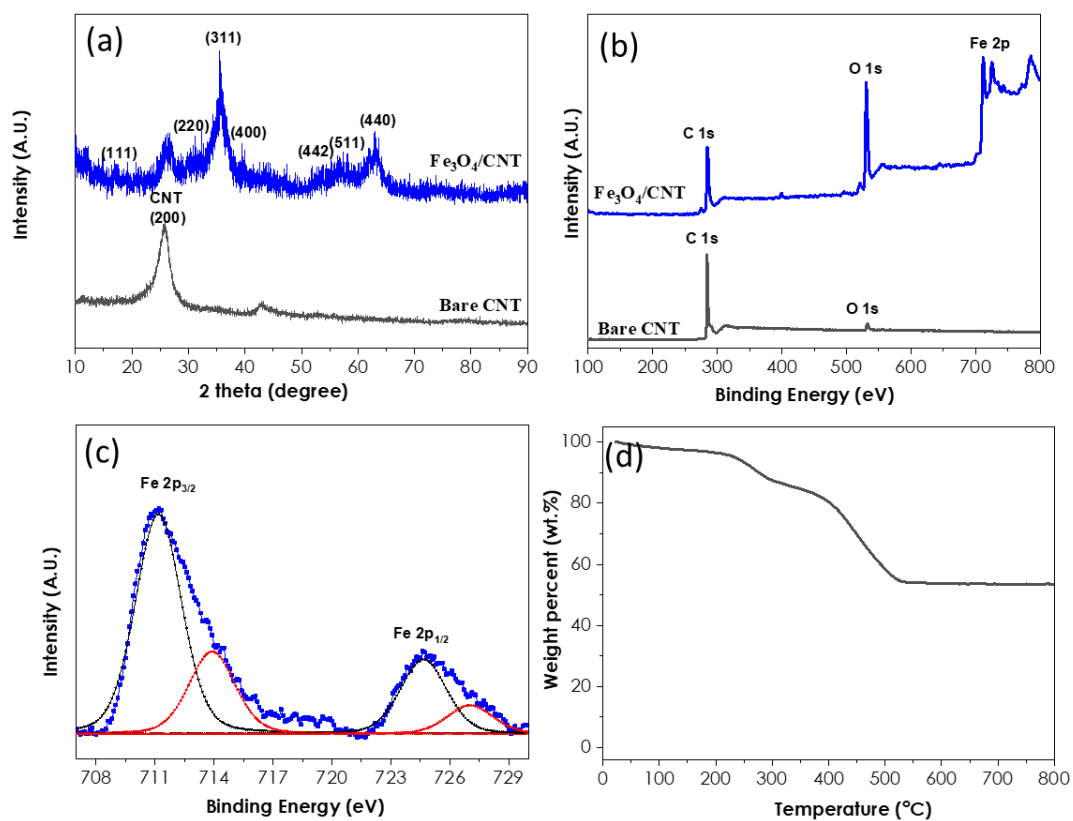 (a)
(311)
(220)
(440)
(400)
(111)
(442)
(511)
Fe₃O₄/CNT
CNT
(200)
Bare CNT
Intensity (A.U.)
10 20 30 40 50 60 70 80 90
2 theta (degree)
(b)
Fe 2p
O 1s
C 1s
Fe₃O₄/CNT
C 1s
O 1s
Bare CNT
Intensity (A.U.)
100 200 300 400 500 600 700 800
Binding Energy (eV)
(c)
Fe 2p₃/₂
Fe 2p₁/₂
Intensity (A.U.)
708 711 714 717 720 723 726 729
Binding Energy (eV)
(d)
100
80
60
40
20
0
Weight percent (wt.%)
0 100 200 300 400 500 600 700 800
Temperature (°C)